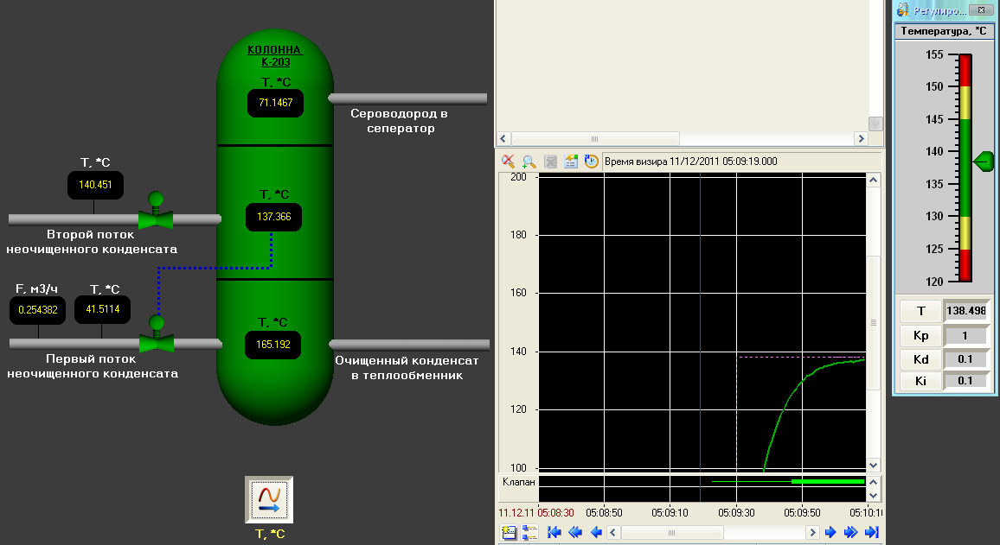 КОЛОННА
К-203
Т, *С
71.1467
Сероводород в
сеператор
Т, *С
140.451
Т, *С
137.366
Второй поток
неочищенного конденсата
F, м3/ч
Т, *С
0.254382
41.5114
Т, *С
165.192
Первый поток
неочищенного конденсата
Очищенный конденсат
в теплообменник
Т, *С
Время визира 11/12/2011 05:09:19.000
200
180
160
140
120
100
Клапан
11.12.11 05:08:30 05:08:50 05:09:10 05:09:30 05:09:50 05:10:1
Регулиро...
Температура, *С
155
150
145
140
135
130
125
120
T 138.498
Kp 1
Kd 0.1
Ki 0.1